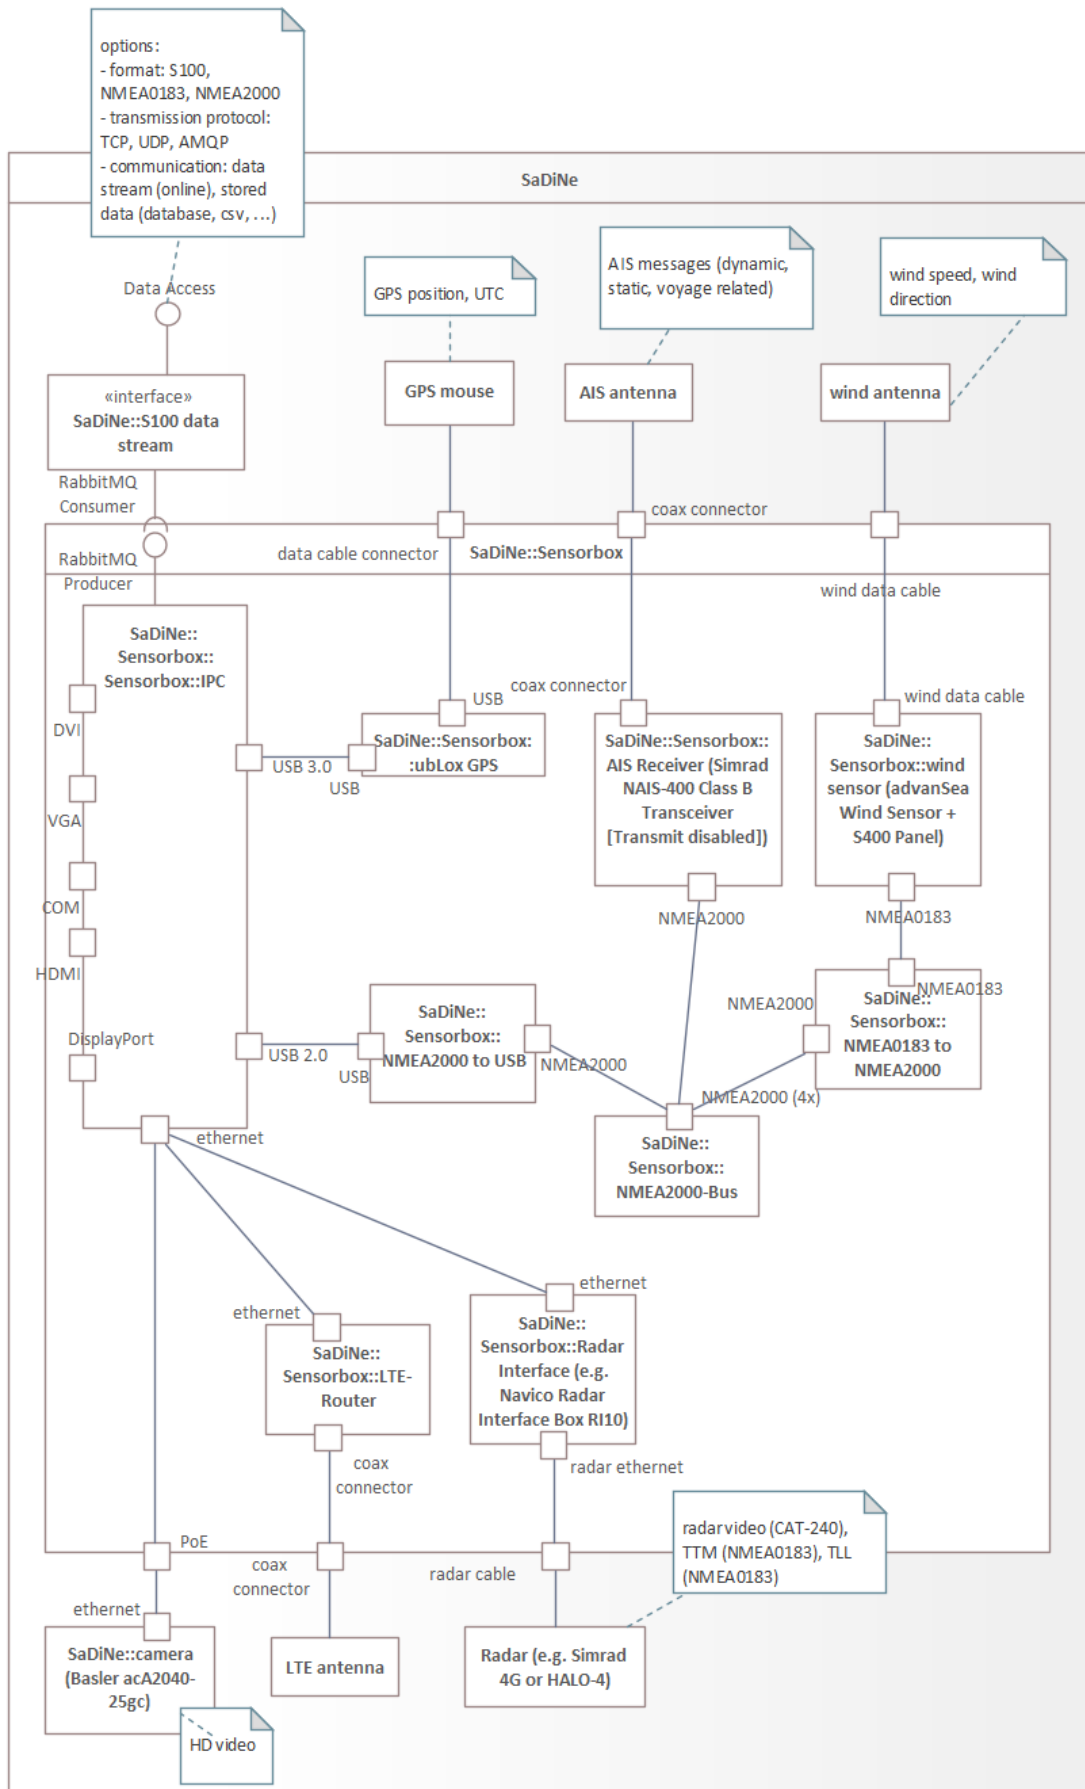 options:
- format: S100,
NMEA0183, NMEA2000
- transmission protocol:
TCP, UDP, AMQP
- communication: data
stream (online), stored
data (database, csv, ...)
SaDiNe
Data Access
GPS position, UTC
AIS messages (dynamic,
static, voyage related)
wind speed, wind
direction
«interface»
SaDiNe::S100 data
stream
GPS mouse
AIS antenna
wind antenna
RabbitMQ
Consumer
coax connector
data cable connector
SaDiNe::Sensorbox
RabbitMQ
Producer
wind data cable
SaDiNe::
Sensorbox::
Sensorbox::IPC
DVI
VGA
COM
HDMI
DisplayPort
USB
coax connector
wind data cable
USB 3.0
USB
SaDiNe::Sensorbox:
:ubLox GPS
SaDiNe::Sensorbox::
AIS Receiver (Simrad
NAIS-400 Class B
Transceiver
[Transmit disabled])
SaDiNe::
Sensorbox::wind
sensor (advanSea
Wind Sensor +
S400 Panel)
NMEA2000
NMEA0183
NMEA0183
NMEA2000
SaDiNe::
Sensorbox::
NMEA0183 to
NMEA2000
USB 2.0
USB
SaDiNe::
Sensorbox::
NMEA2000 to USB
NMEA2000
NMEA2000 (4x)
SaDiNe::
Sensorbox::
NMEA2000-Bus
ethernet
ethernet
SaDiNe::
Sensorbox::LTE-
Router
ethernet
SaDiNe::
Sensorbox::Radar
Interface (e.g.
Navico Radar
Interface Box RI10)
coax
connector
radar ethernet
PoE
coax
connector
radar cable
radar video (CAT-240),
TTM (NMEA0183), TLL
(NMEA0183)
ethernet
SaDiNe::camera
(Basler acA2040-
25gc)
LTE antenna
Radar (e.g. Simrad
4G or HALO-4)
HD video